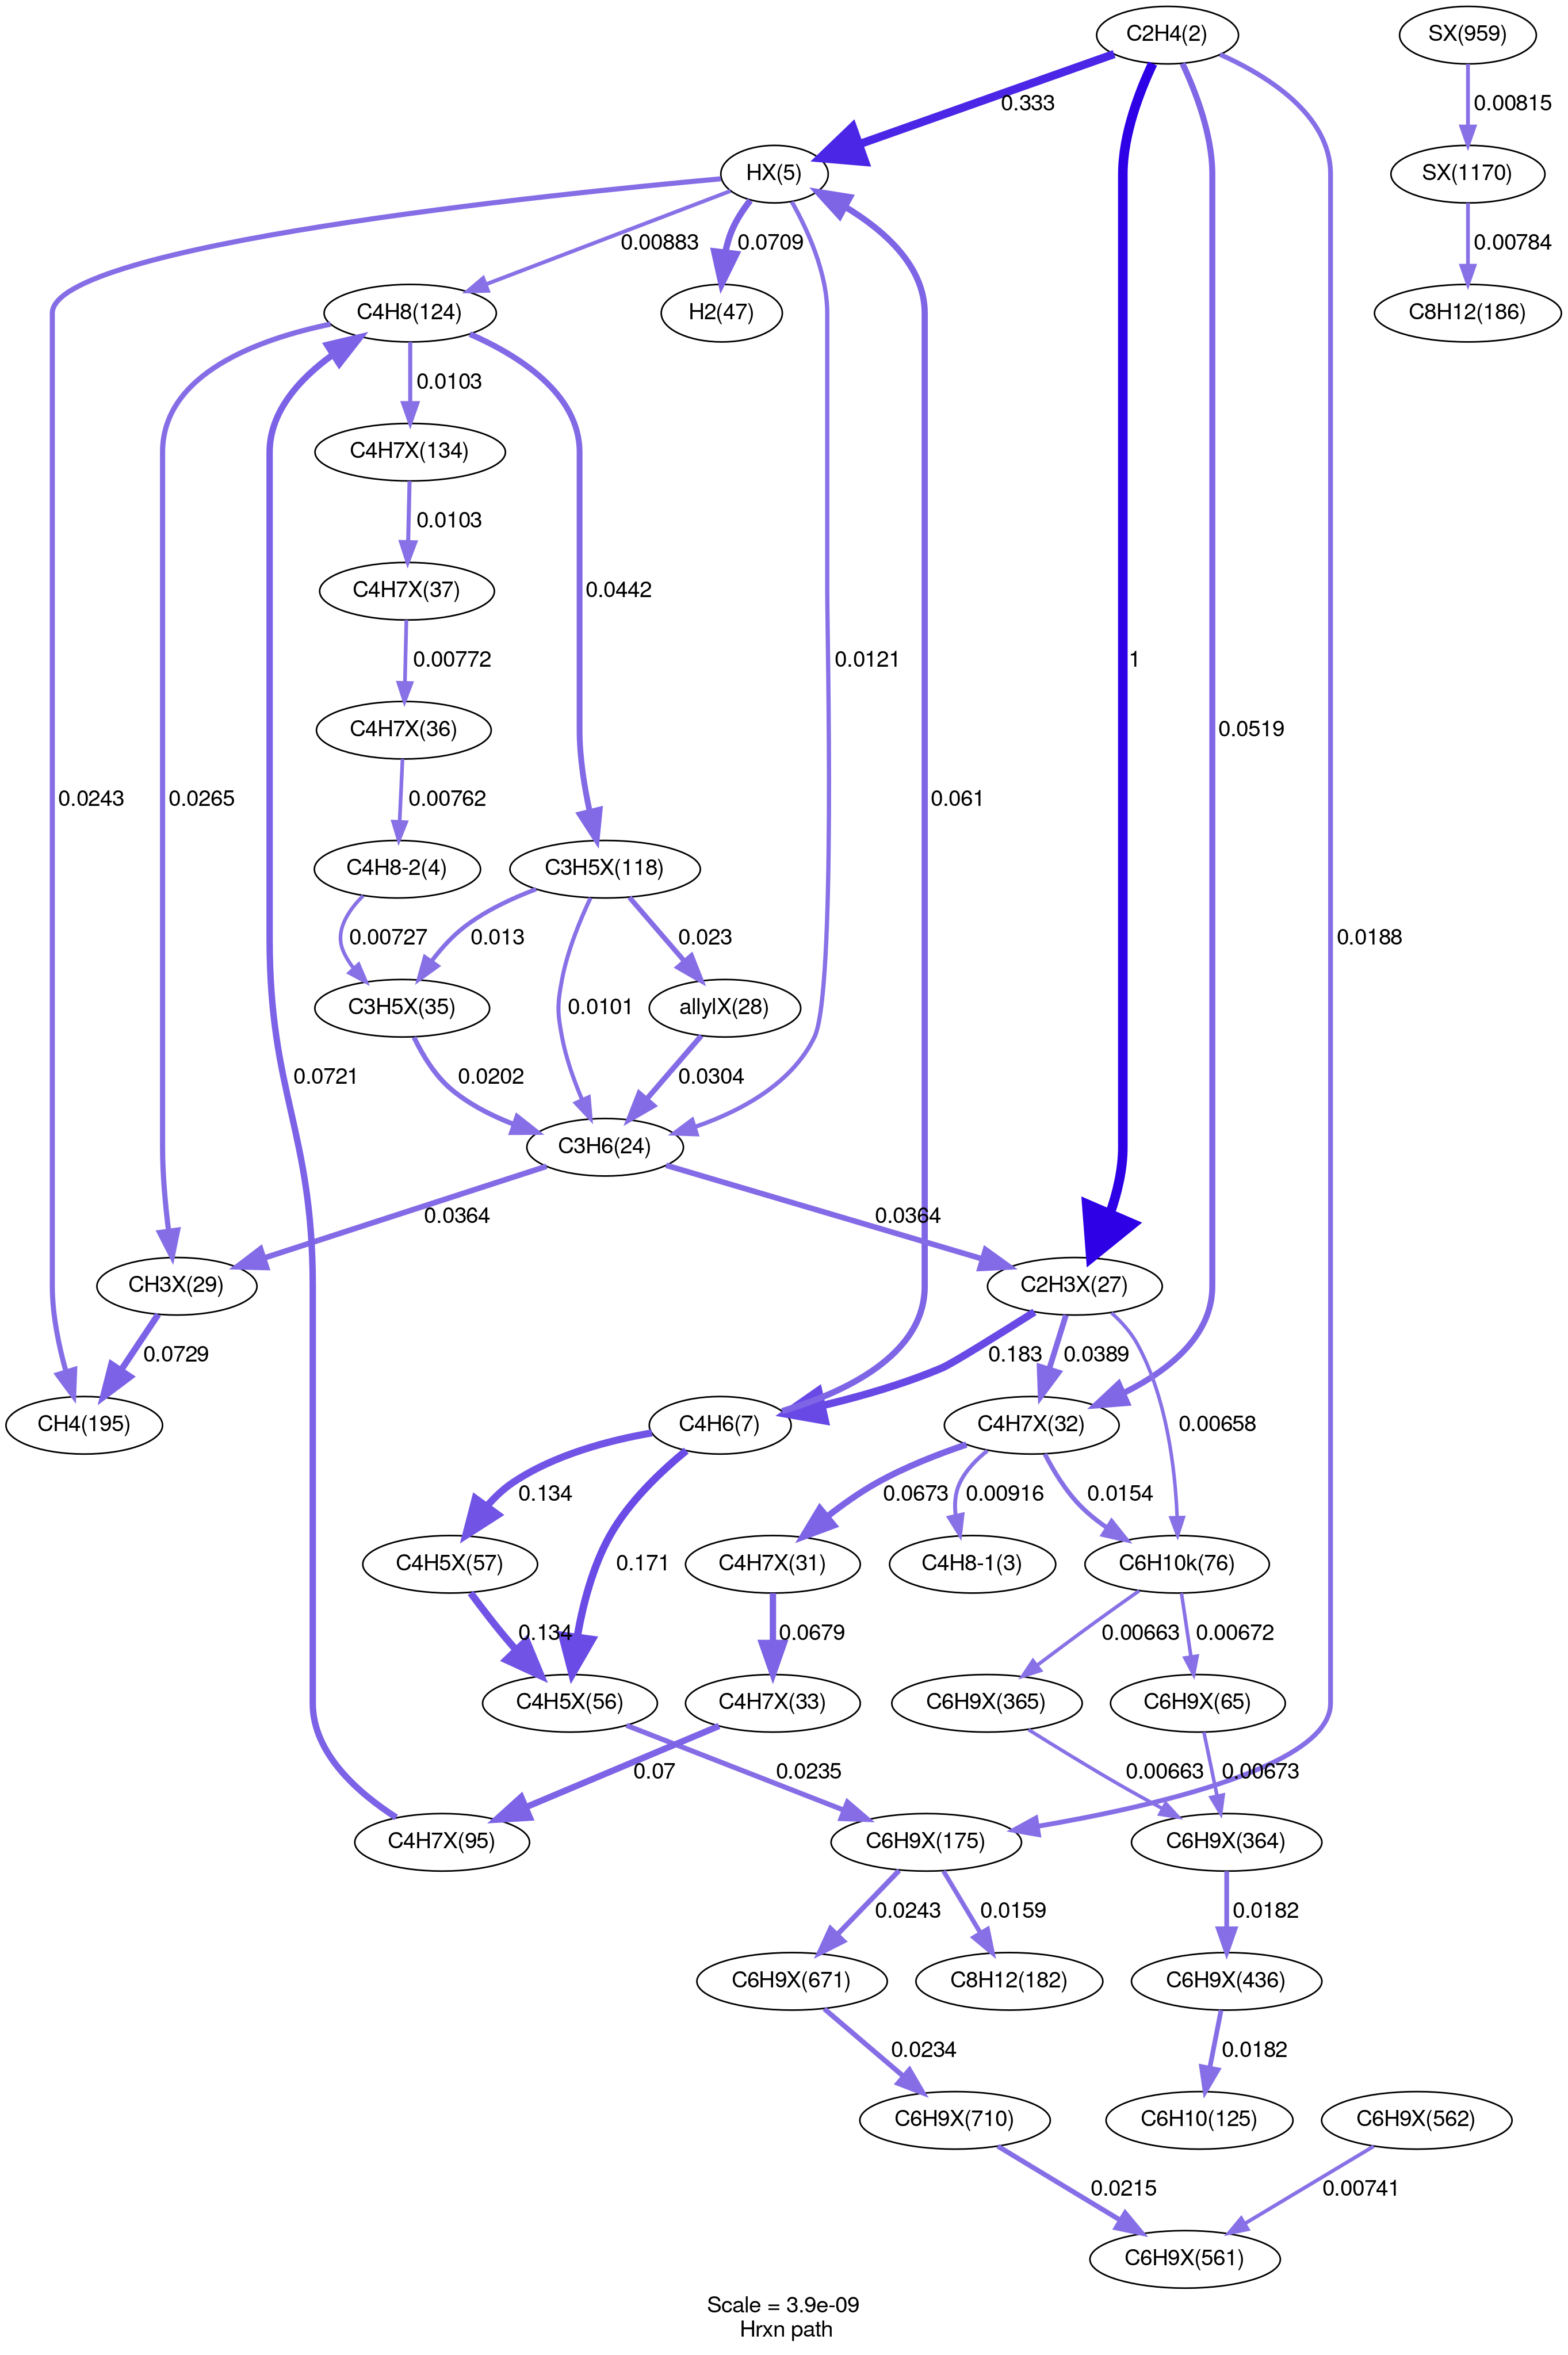 C2H4(2)
SX(959)
0.333
0.00815
HX(5)
SX(1170)
0.00883
0.0709
0.00784
C4H8(124)
H2(47)
C8H12(186)
0.0103
C4H7X(134)
0.0103
C4H7X(37)
0.0442
0.00772
0.0121
1
C4H7X(36)
0.0519
0.0243
0.0265
0.00762
0.061
C4H8-2(4)
C3H5X(118)
0.00727
0.013
0.023
0.0188
C3H5X(35)
allylX(28)
0.0101
0.0721
0.0202
0.0304
C3H6(24)
0.0364
0.0364
CH3X(29)
C2H3X(27)
0.0729
0.183
0.0389
CH4(195)
C4H6(7)
C4H7X(32)
0.00658
0.134
0.0673
0.00916
0.0154
C4H5X(57)
0.171
C4H7X(31)
C4H8-1(3)
C6H10k(76)
0.134
0.0679
0.00663
0.00672
C4H5X(56)
C4H7X(33)
C6H9X(365)
C6H9X(65)
0.07
0.0235
0.00663
0.00673
C4H7X(95)
C6H9X(175)
C6H9X(364)
0.0243
0.0159
0.0182
C6H9X(671)
C8H12(182)
C6H9X(436)
0.0234
0.0182
C6H9X(710)
C6H10(125)
C6H9X(562)
0.0215
0.00741
C6H9X(561)
Scale = 3.9e-09
Hrxn path